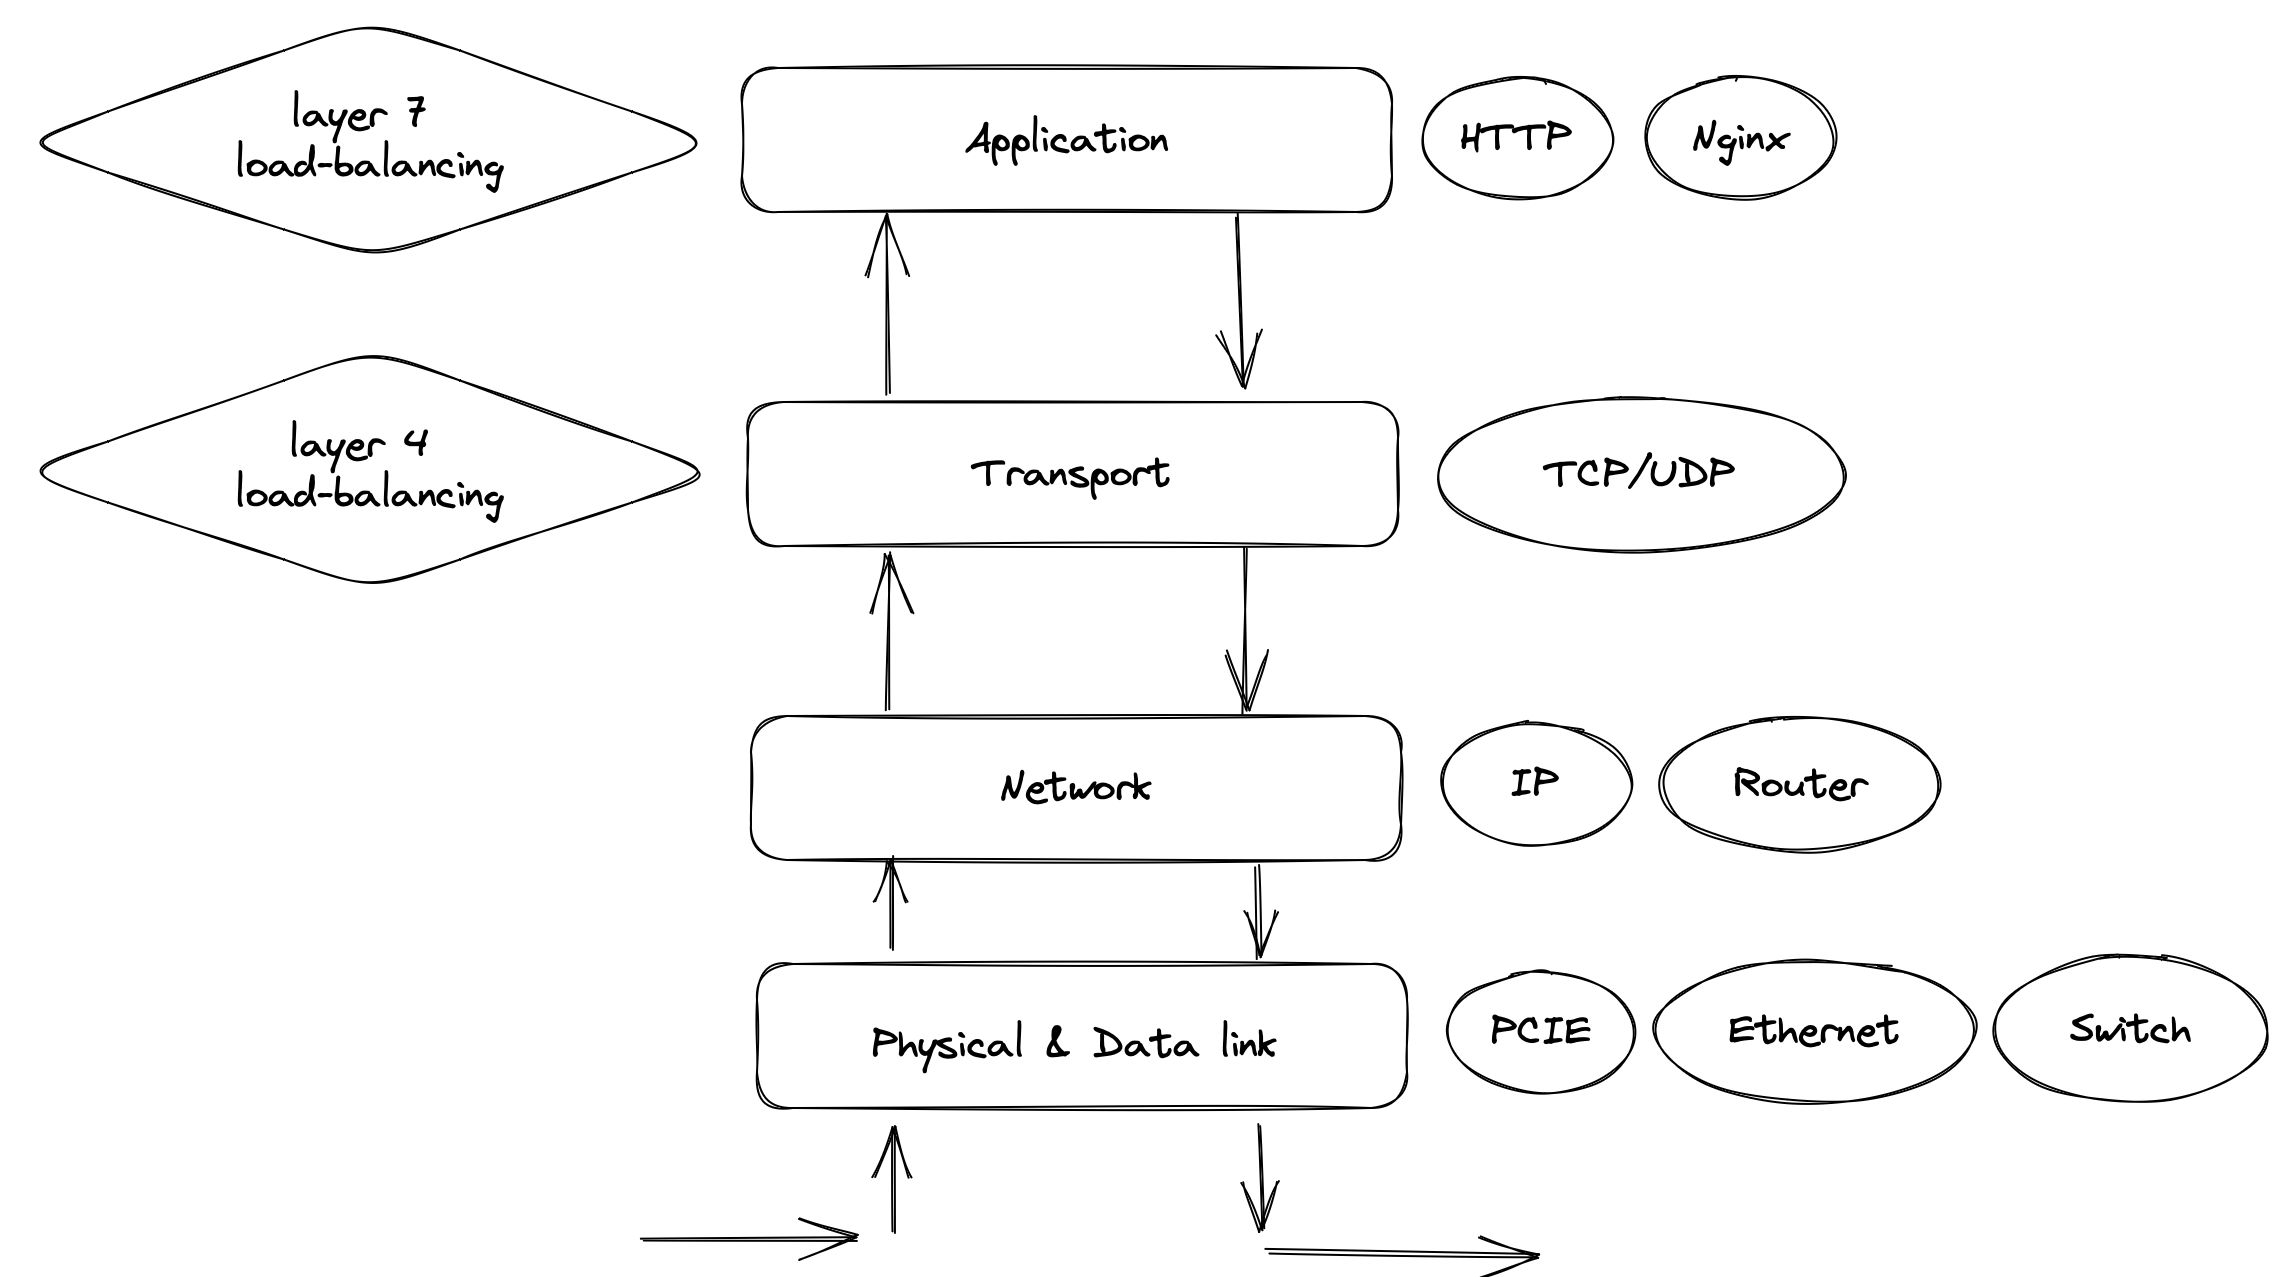 layer 7
load-balancing
Application
HTTP
Nginx
layer 4
load-balancing
Transport
TCP/UDP
Network
IP
Router
Physical & Data link
PCIE
Ethernet
Switch